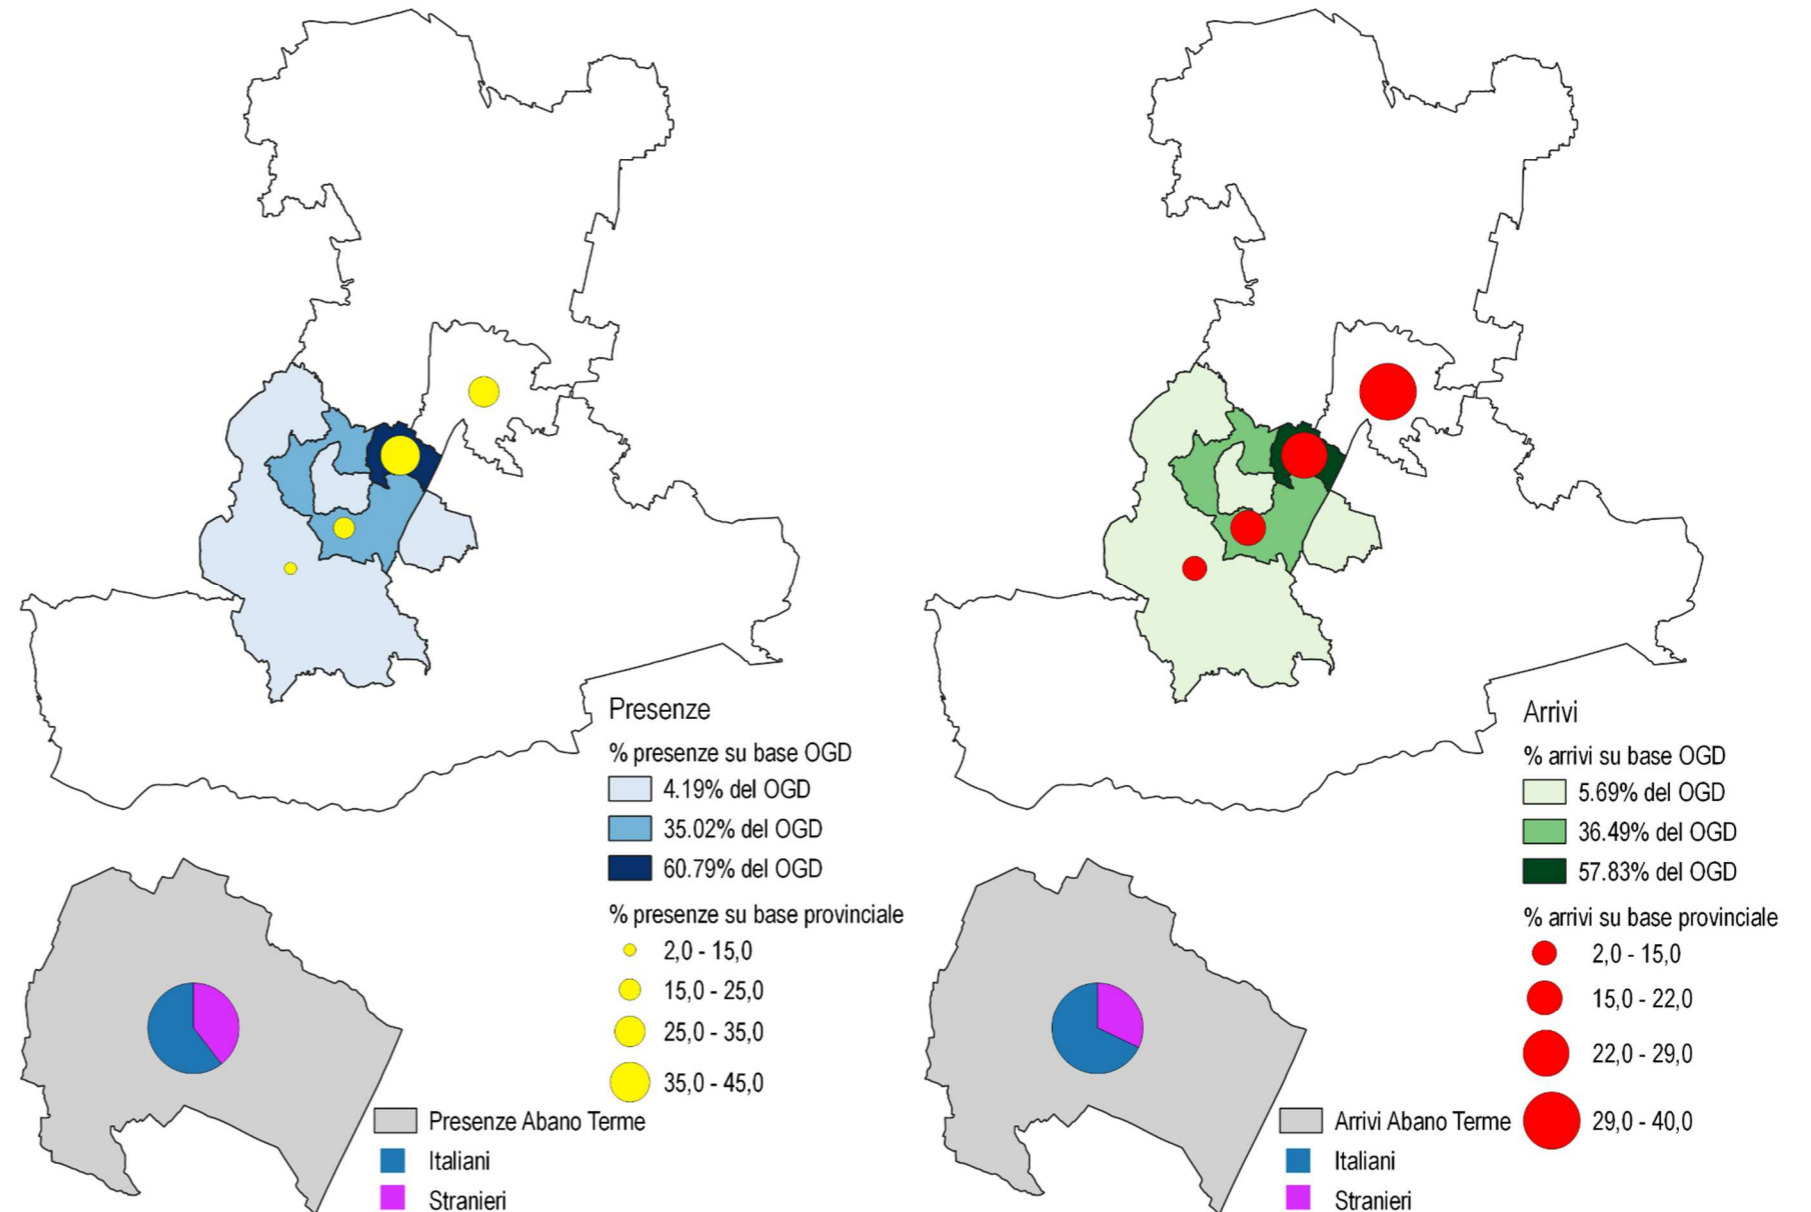 Presenze
% presenze su base OGD
4.19% del OGD
35.02% del OGD
60.79% del OGD
% presenze su base provinciale
2,0 - 15,0
15,0 - 25,0
25,0 - 35,0
35,0 - 45,0
Presenze Abano Terme
Italiani
Stranieri
Arrivi
% arrivi su base OGD
5.69% del OGD
36.49% del OGD
57.83% del OGD
% arrivi su base provinciale
2,0 - 15,0
15,0 - 22,0
22,0 - 29,0
29,0 - 40,0
Arrivi Abano Terme
Italiani
Stranieri